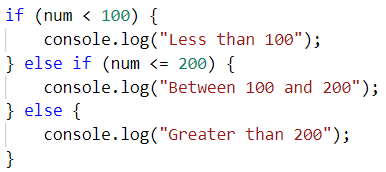 if (num < 100) {
    console.log("Less than 100");
} else if (num <= 200) {
    console.log("Between 100 and 200");
} else {
    console.log("Greater than 200");
}